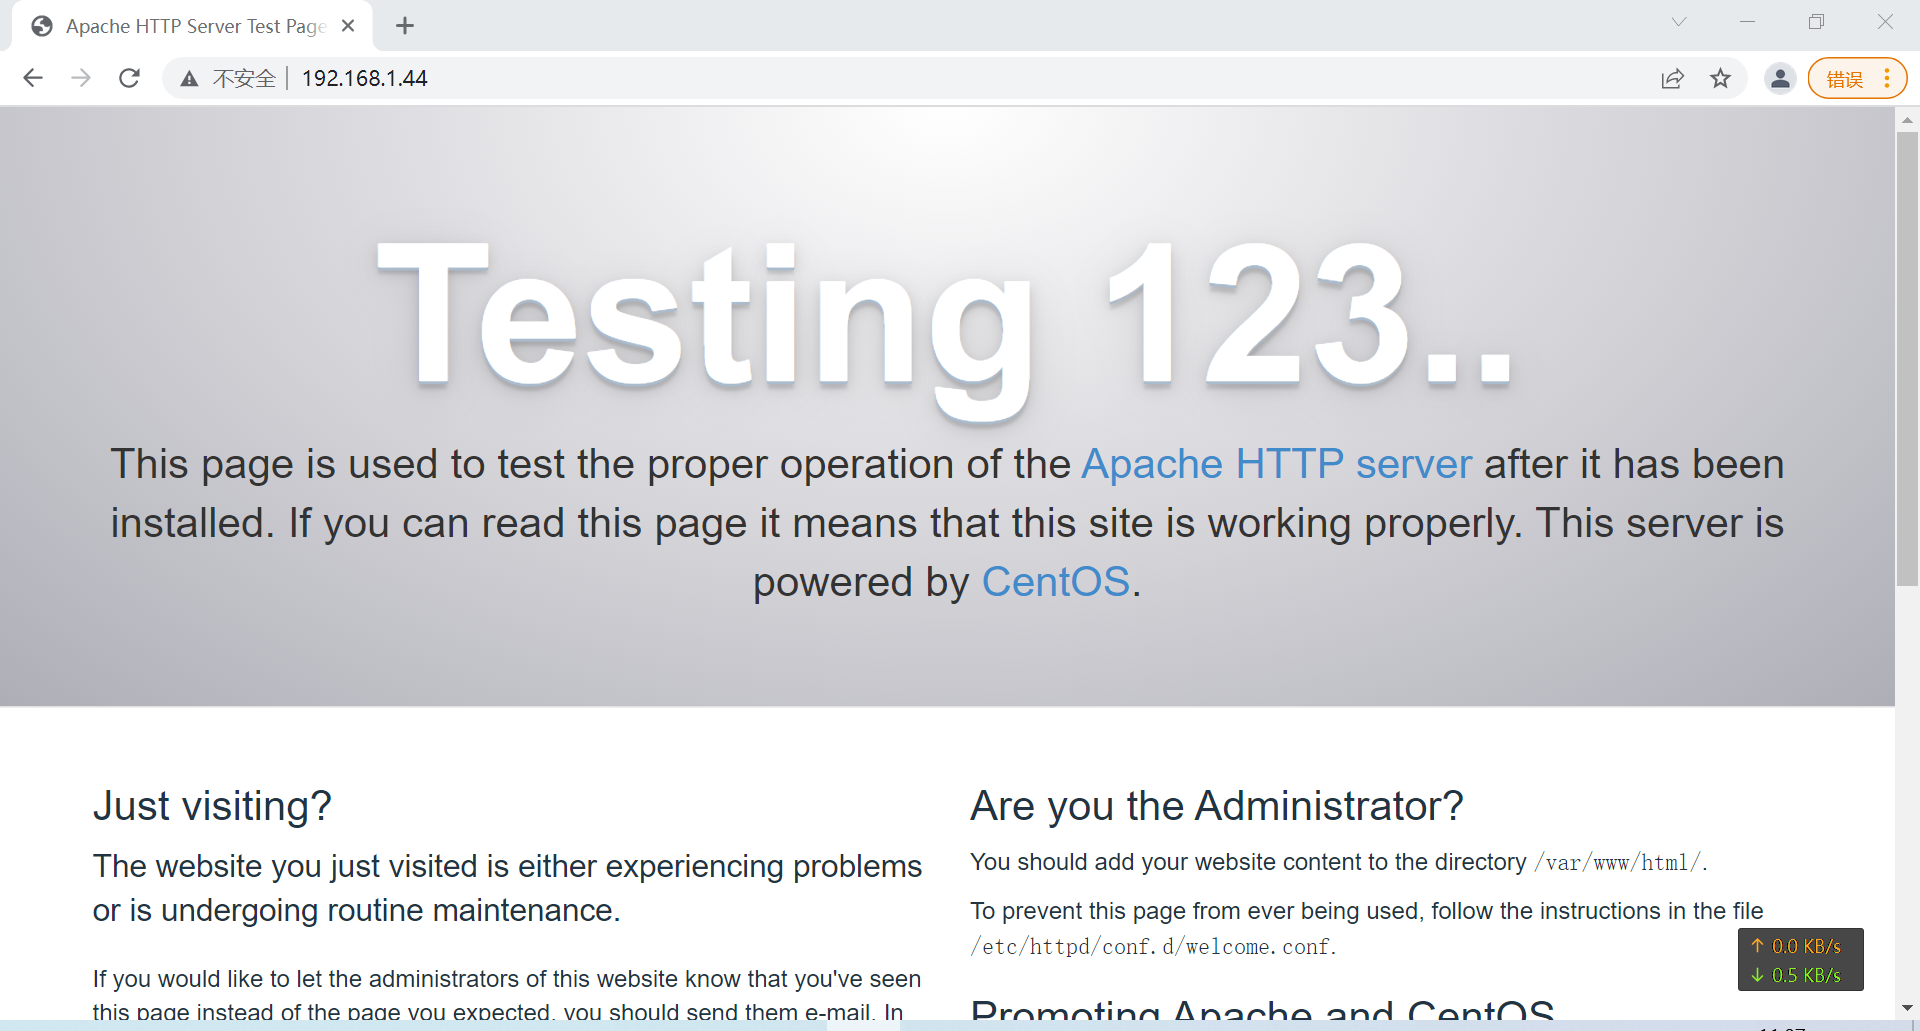 Apache HTTP Server Test Page
不安全 | 192.168.1.44
错误
Testing 123..
This page is used to test the proper operation of the Apache HTTP server after it has been
installed. If you can read this page it means that this site is working properly. This server is
powered by CentOS.
Just visiting?
The website you just visited is either experiencing problems
or is undergoing routine maintenance.
If you would like to let the administrators of this website know that you've seen
this page instead of the page you expected, you should send them e-mail. In
Are you the Administrator?
You should add your website content to the directory /var/www/html/.
To prevent this page from ever being used, follow the instructions in the file
/etc/httpd/conf.d/welcome.conf.
Promoting Apache and CentOS
↑ 0.0 KB/s
↓ 0.5 KB/s